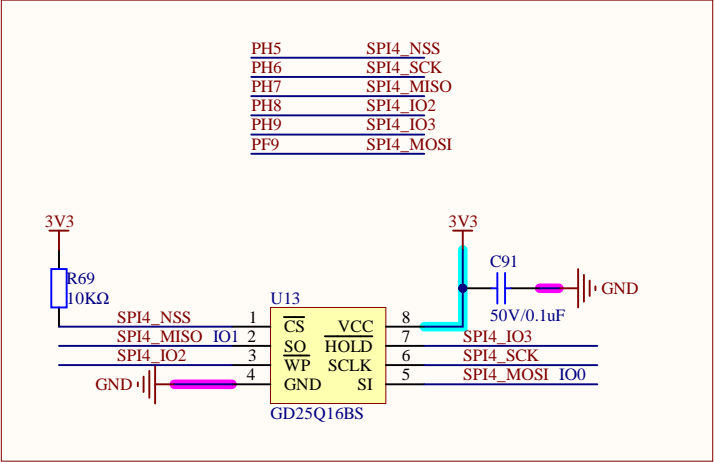 PH5 SPI4_NSS
PH6 SPI4_SCK
PH7 SPI4_MISO
PH8 SPI4_IO2
PH9 SPI4_IO3
PF9 SPI4_MOSI
3V3
3V3
R69
10KΩ
C91
GND
50V/0.1uF
U13
SPI4_NSS 1 CS VCC 8
SPI4_MISO IO1 2 SO HOLD 7 SPI4_IO3
SPI4_IO2 3 WP SCLK 6 SPI4_SCK
GND 4 GND SI 5 SPI4_MOSI IO0
GD25Q16BS